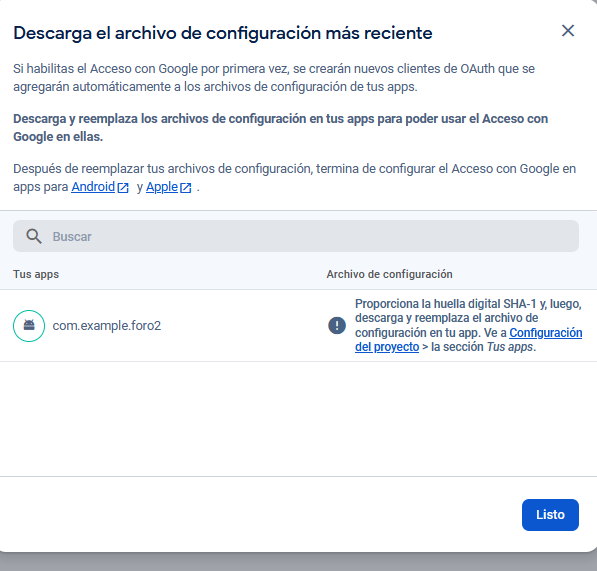 Descarga el archivo de configuración más reciente
Si habilitas el Acceso con Google por primera vez, se crearán nuevos clientes de OAuth que se
agregarán automáticamente a los archivos de configuración de tus apps.
Descarga y reemplaza los archivos de configuración en tus apps para poder usar el Acceso con
Google en ellas.
Después de reemplazar tus archivos de configuración, termina de configurar el Acceso con Google en
apps para Android y Apple .
Buscar
Tus apps
Archivo de configuración
com.example.foro2
Proporciona la huella digital SHA-1 y, luego,
descarga y reemplaza el archivo de
configuración en tu app. Ve a Configuración
del proyecto > la sección Tus apps.
Listo